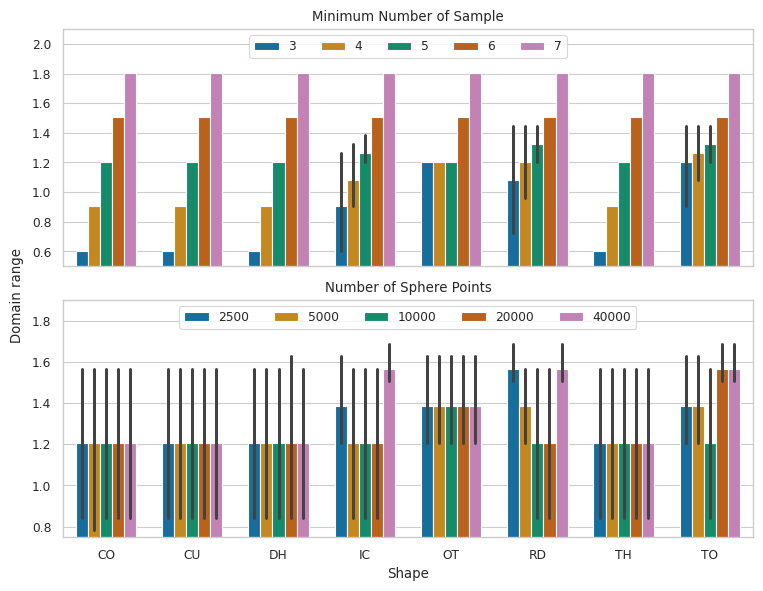 Minimum Number of Sample
3 4 5 6 7
2.0
1.8
1.6
1.4
1.2
1.0
0.8
0.6
Domain range
Number of Sphere Points
2500 5000 10000 20000 40000
1.8
1.6
1.4
1.2
1.0
0.8
CO CU DH IC OT RD TH TO
Shape